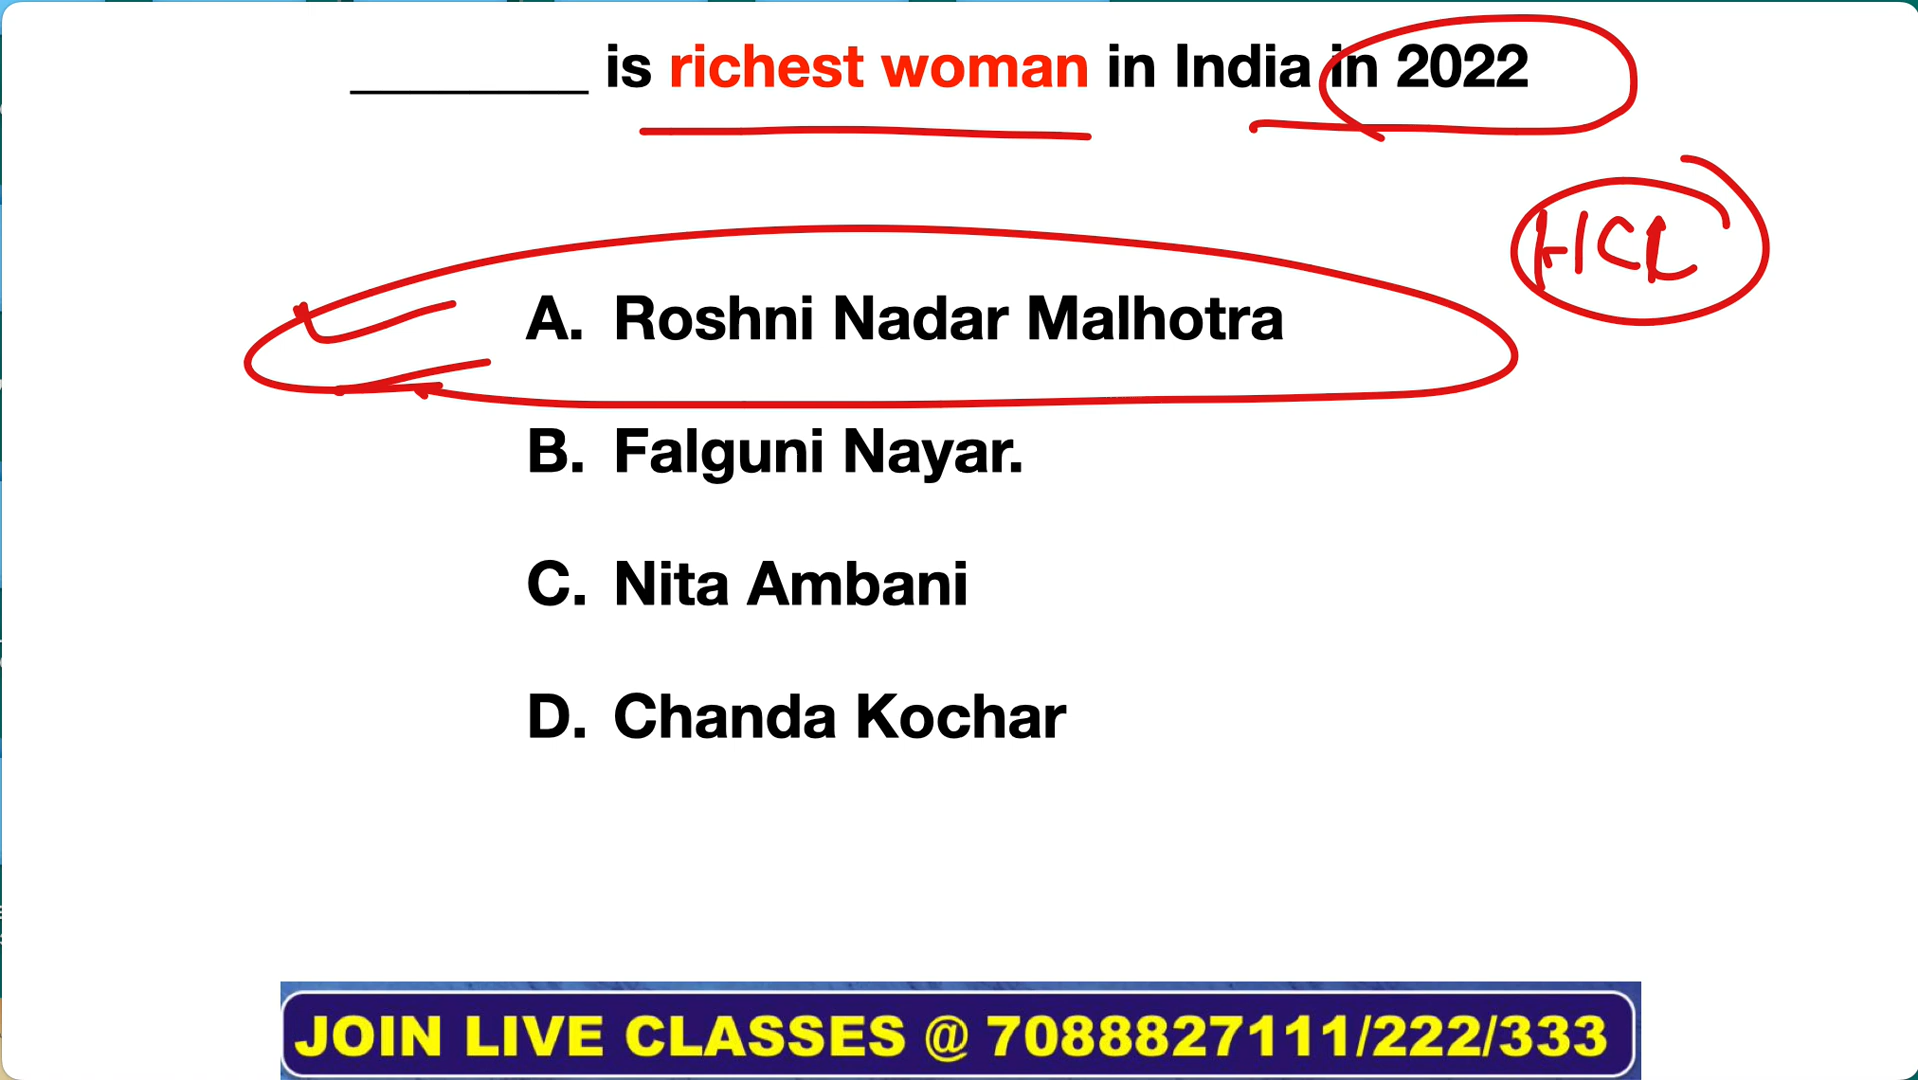 _______ is richest woman in India in 2022
HCL
A. Roshni Nadar Malhotra
B. Falguni Nayar.
C. Nita Ambani
D. Chanda Kochar
JOIN LIVE CLASSES @ 7088827111/222/333